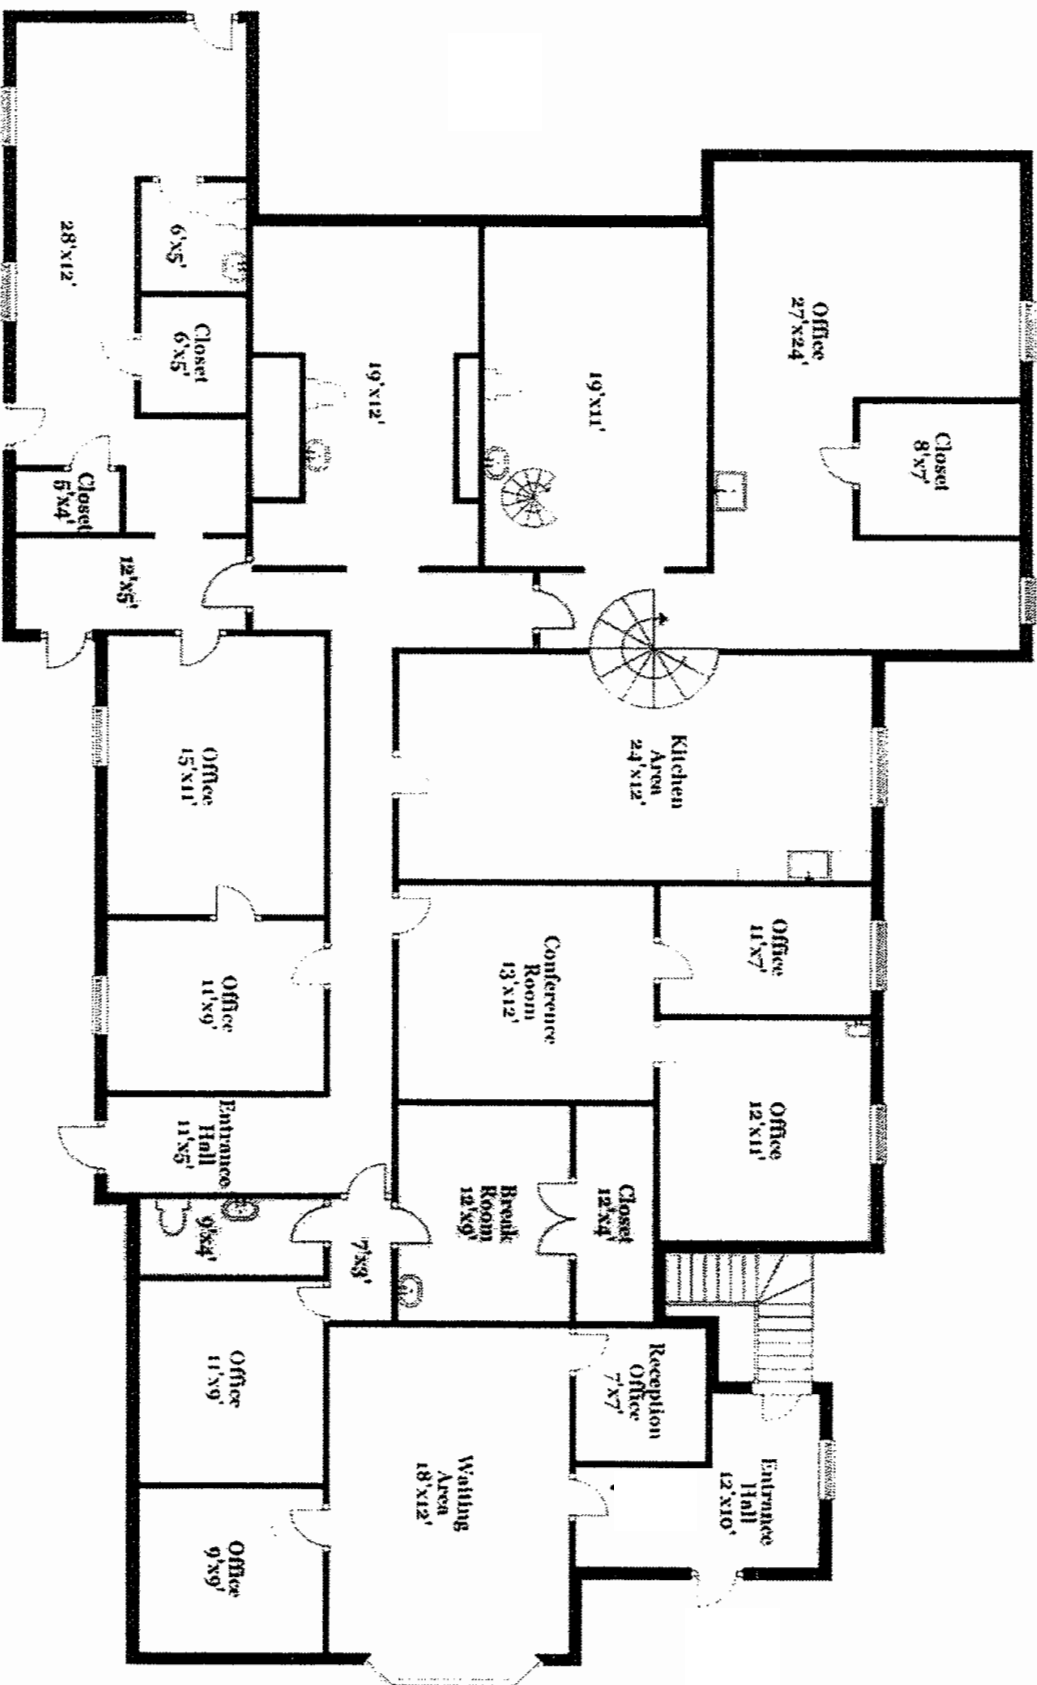 Office
27'x24'
Closet
8'x7'
19'x11'
19'x12'
6'x5'
28'x12'
Closet
6'x5'
Closet
5'x4'
12'x5'
Kitchen
Area
24'x12'
Office
15'x11'
Office
11'x7'
Conference
Room
13'x12'
Office
11'x9'
Office
12'x11'
Entrance
Hall
11'x5'
Closet
12'x4'
Break
Room
12'x9'
7'x3'
9'x4'
Reception
Office
7'x7'
Office
11'x9'
Entrance
Hall
12'x10'
Waiting
Area
18'x12'
Office
9'x9'